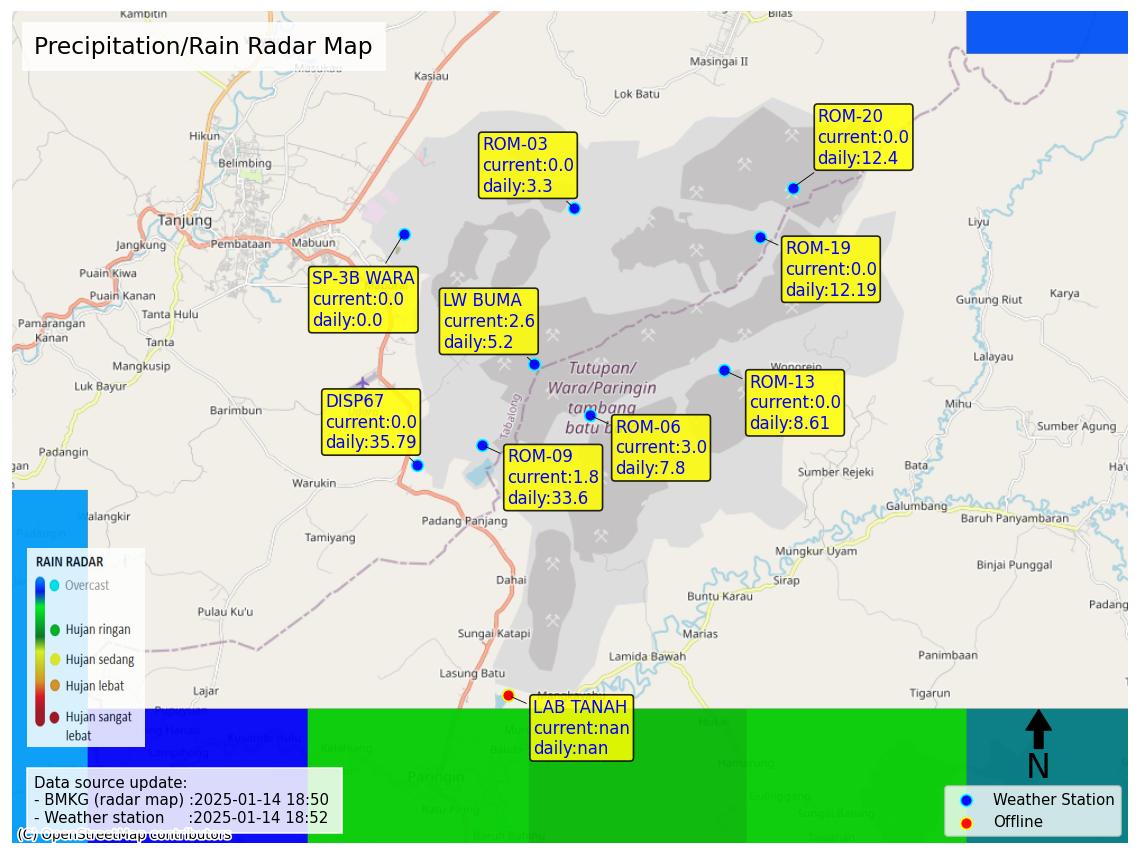 Kambitin
Bilas
Precipitation/Rain Radar Map
Masukau
Kasiau
Masingai II
Lok Batu
ROM-20
current:0.0
daily:12.4
ROM-03
current:0.0
daily:3.3
Hikun
Belimbing
Tanjung
Liyu
Jangkung
Pembataan
Mabuun
ROM-19
current:0.0
daily:12.19
Puain Kiwa
SP-3B WARA
current:0.0
daily:0.0
Puain Kanan
LW BUMA
current:2.6
daily:5.2
Karya
Gunung Riut
Tanta Hulu
Pamarangan
Kanan
Tanta
Lalayau
Mangkusip
Wonorejo
Tutupan/
Wara/Paringin
tambang
batu b
Luk Bayur
ROM-13
current:0.0
daily:8.61
DISP67
current:0.0
daily:35.79
Tabalong
Barimbun
Mihu
ROM-06
current:3.0
daily:7.8
Sumber Agung
Padangin
ROM-09
current:1.8
daily:33.6
gan
Bata
Sumber Rejeki
Warukin
Galumbang
Walangkir
Padang Panjang
Baruh Panyambaran
Padangin
Tamiyang
Mungkur Uyam
RAIN RADAR
Binjai Punggal
Overcast
Dahai
Sirap
Buntu Karau
Padang
Pulau Ku'u
Hujan ringan
Sungai Katapi
Marias
Hujan sedang
Lamida Bawah
Panimbaan
Lasung Batu
Hujan lebat
Lajar
Tigarun
Hujan sangat
lebat
LAB TANAH
current:nan
daily:nan
Paringin
N
Data source update:
- BMKG (radar map) :2025-01-14 18:50
- Weather station :2025-01-14 18:52
Weather Station
Offline
(C) OpenStreetMap contributors